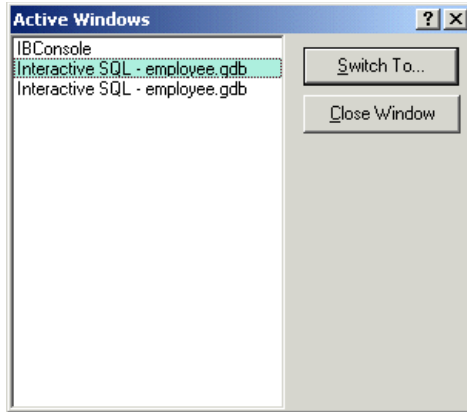 Active Windows
IBConsole
Interactive SQL - employee.gdb
Interactive SQL - employee.gdb
Switch To...
Close Window